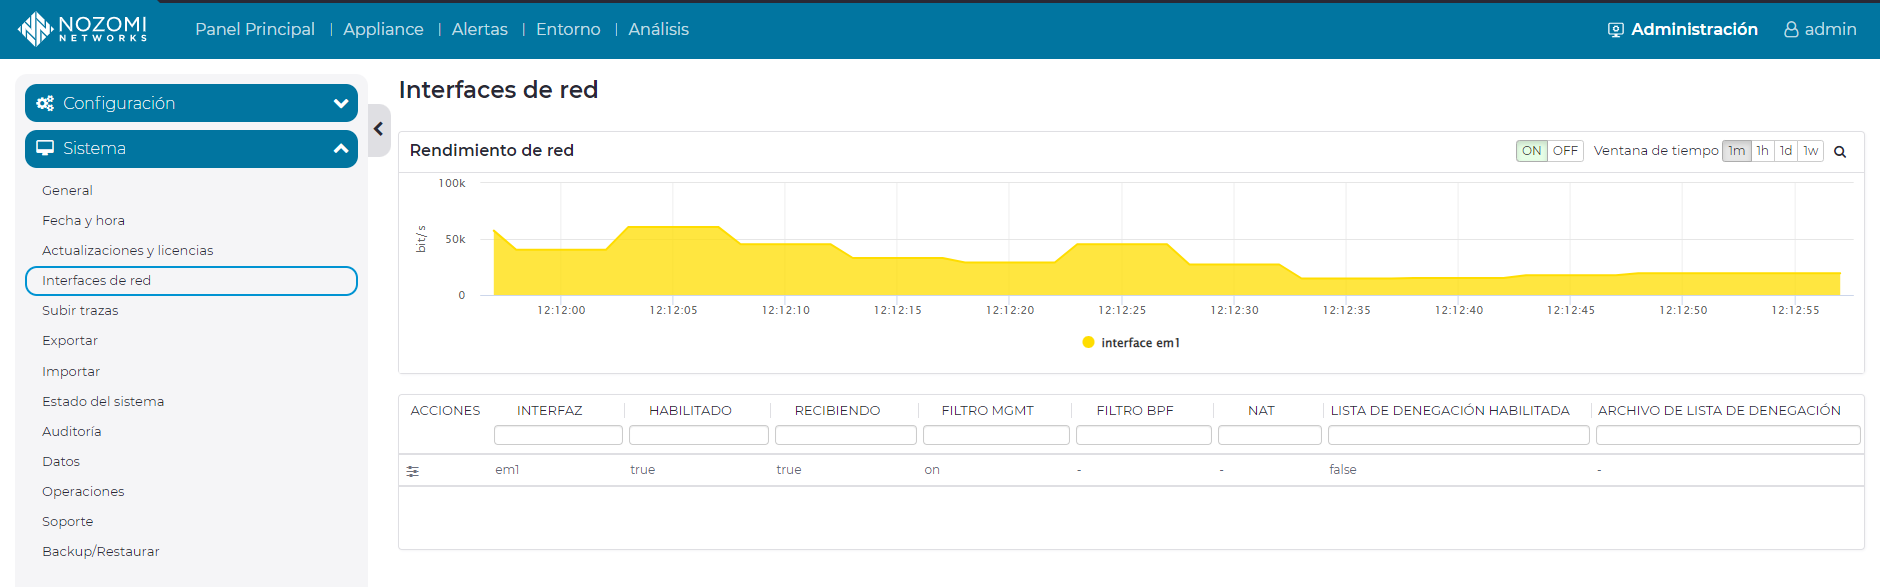 NOZOMI NETWORKS Panel Principal Appliance Alertas Entorno Análisis Administración admin
Configuración
Sistema
General
Fecha y hora
Actualizaciones y licencias
Interfaces de red
Subir trazas
Exportar
Importar
Estado del sistema
Auditoría
Datos
Operaciones
Soporte
Backup/Restaurar
Interfaces de red
Rendimiento de red ON OFF Ventana de tiempo 1m 1h 1d 1w
100k
50k
0
bit/s
12:12:00 12:12:05 12:12:10 12:12:15 12:12:20 12:12:25 12:12:30 12:12:35 12:12:40 12:12:45 12:12:50 12:12:55
interface em1
ACCIONES INTERFAZ HABILITADO RECIBIENDO FILTRO MGMT FILTRO BPF NAT LISTA DE DENEGACIÓN HABILITADA ARCHIVO DE LISTA DE DENEGACIÓN
em1 true true on - - false -